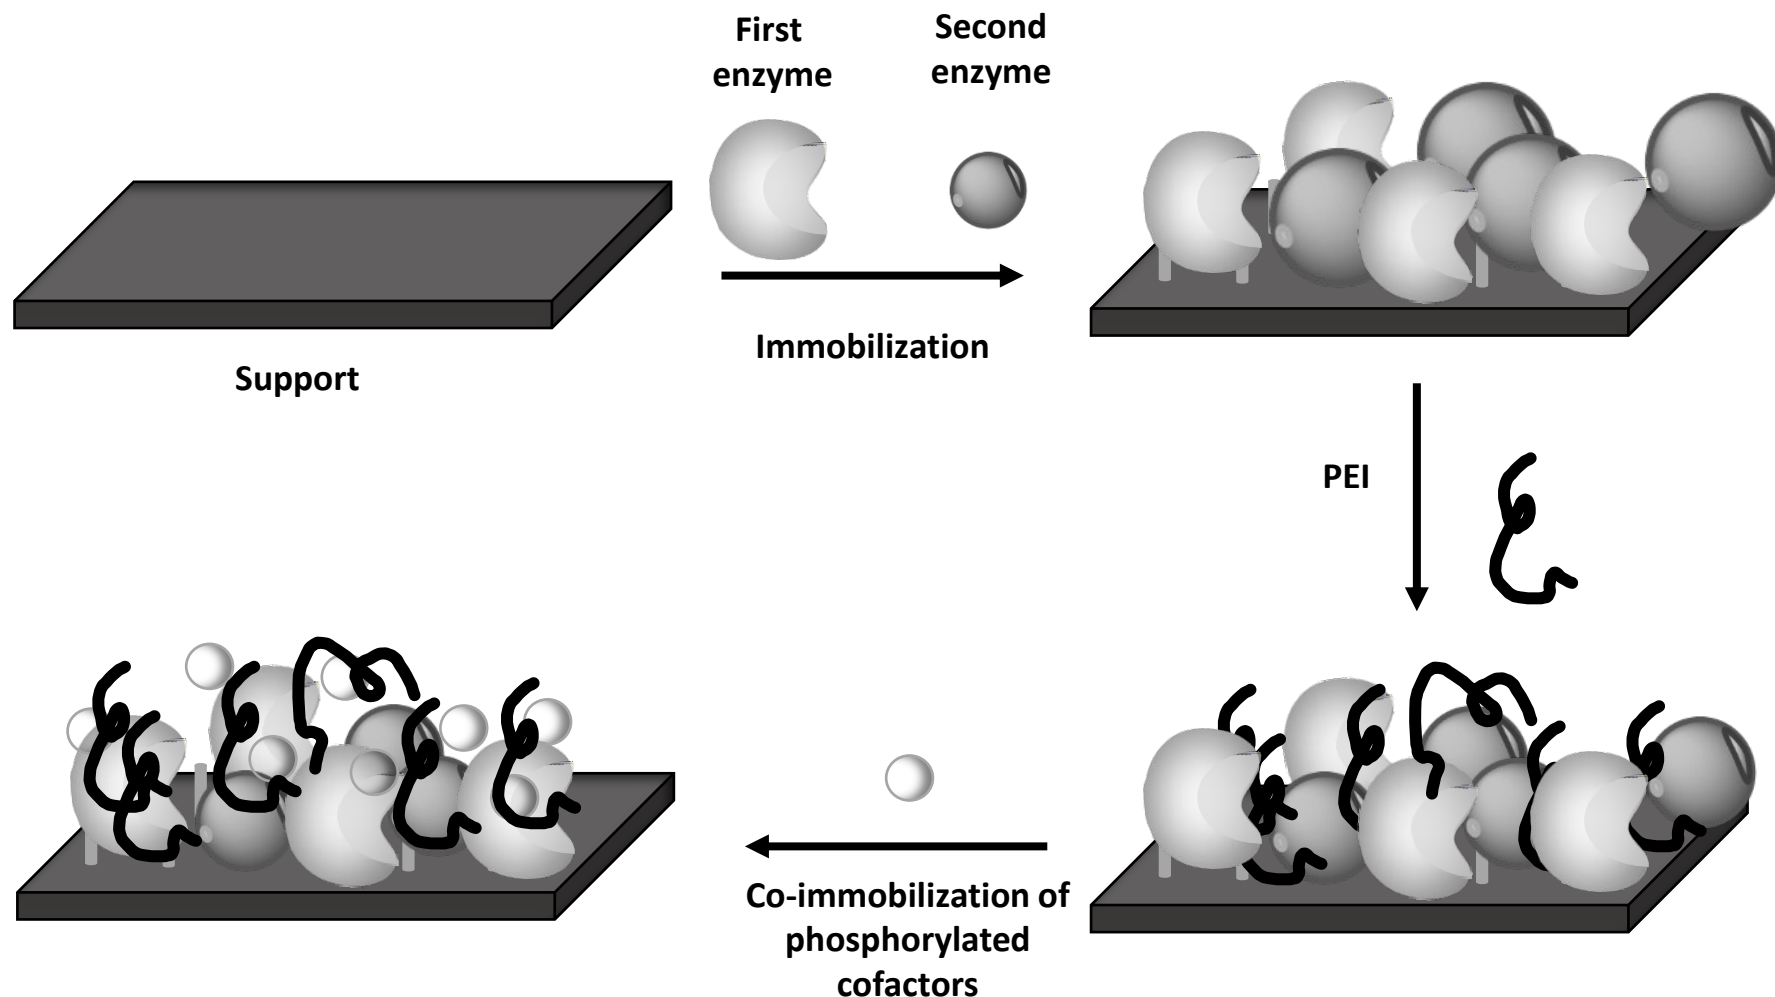 First
enzyme
Second
enzyme
Support
Immobilization
PEI
Co-immobilization of
phosphorylated
cofactors